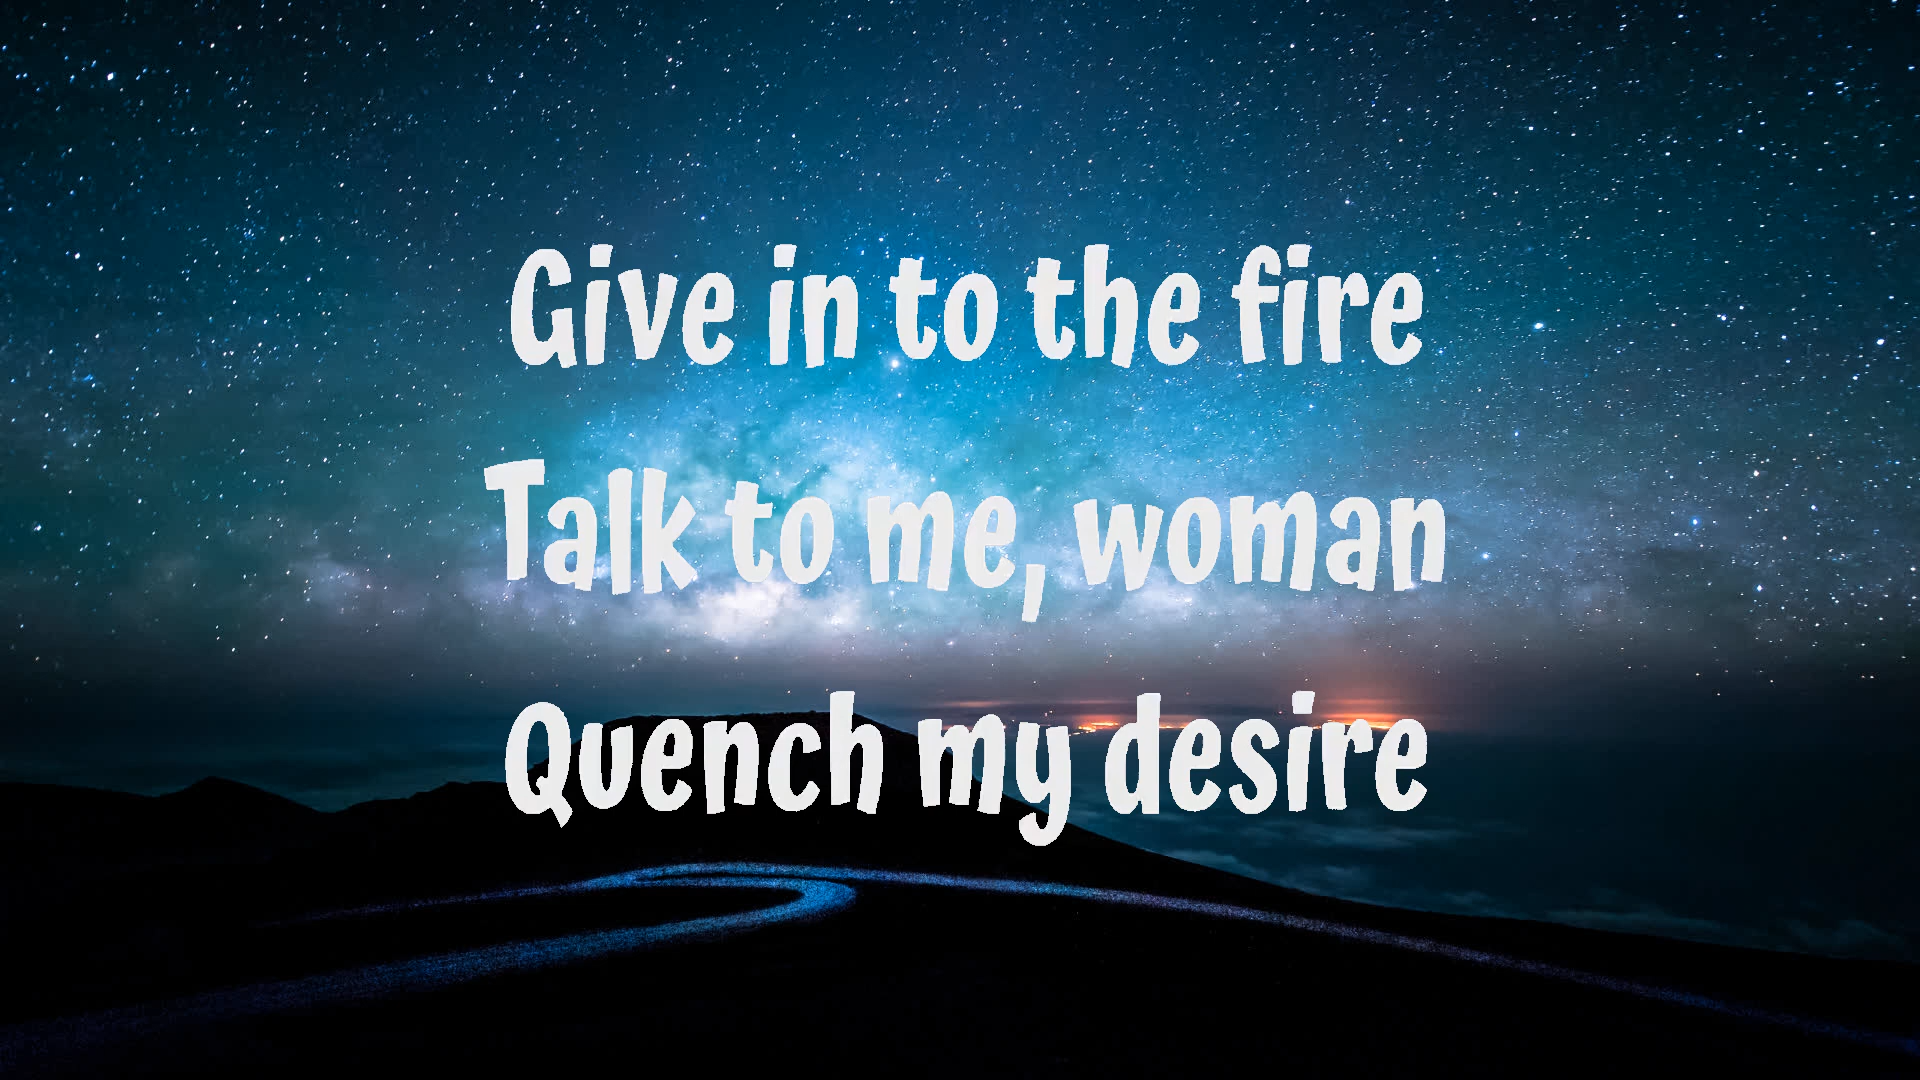 Give in to the fire
Talk to me, woman
Quench my desire